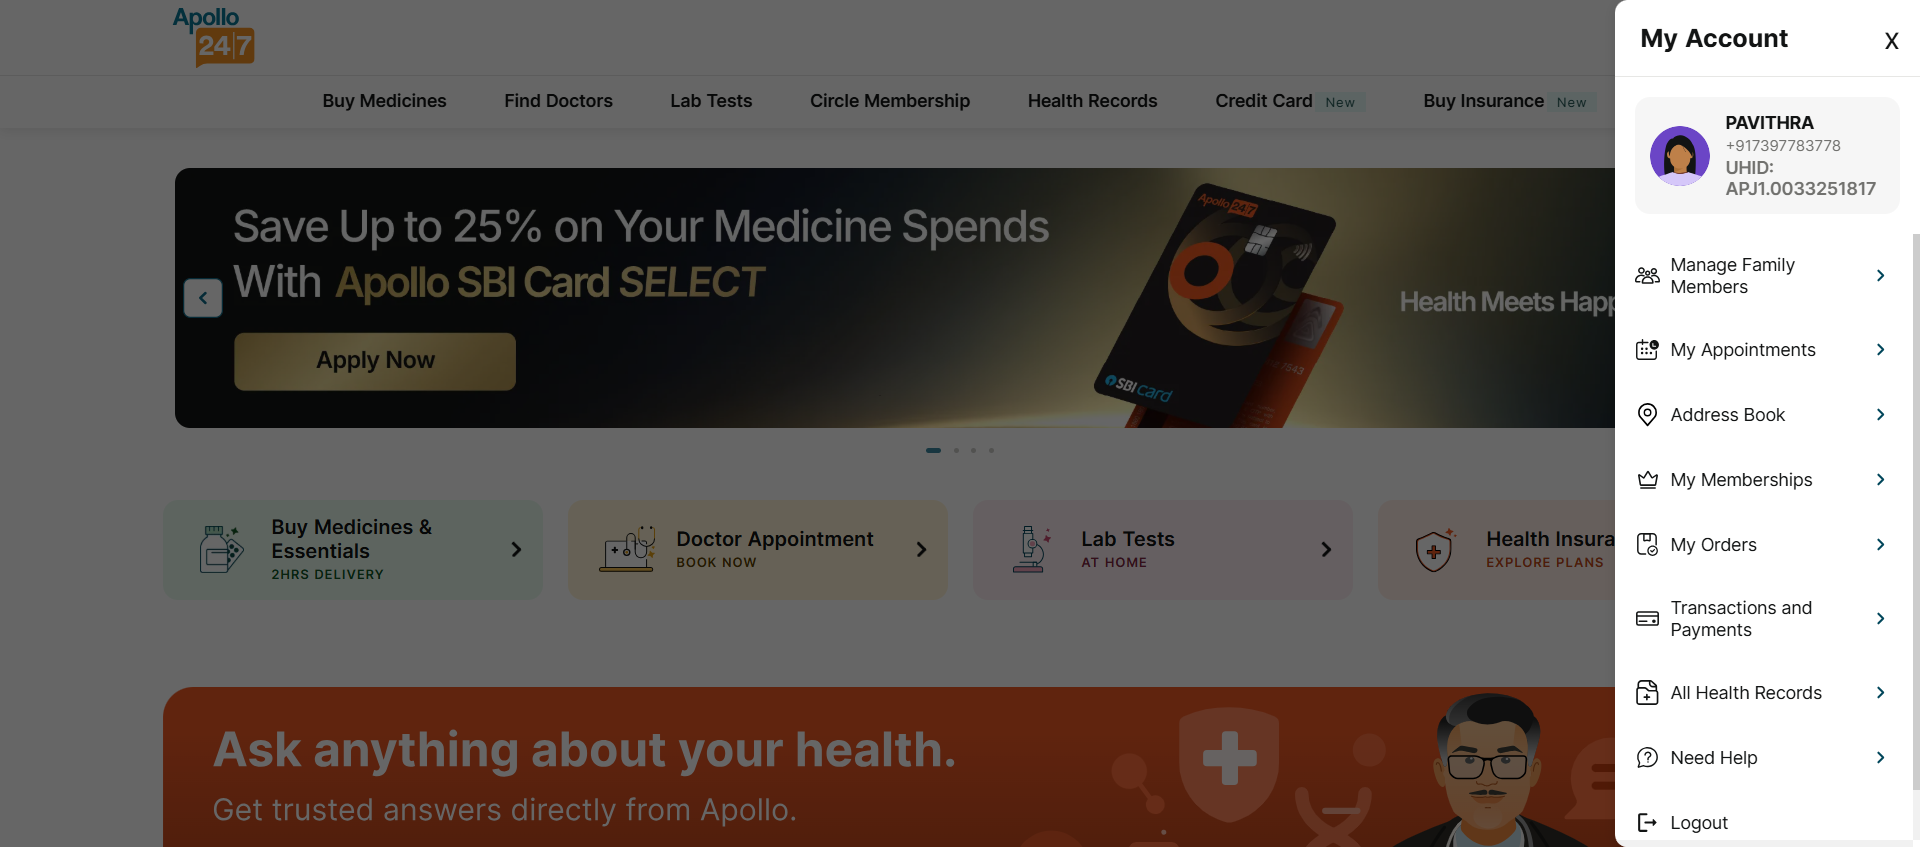 Apollo
24|7
Buy Medicines
Find Doctors
Lab Tests
Circle Membership
Health Records
Credit Card New
Buy Insurance New
Save Up to 25% on Your Medicine Spends
With Apollo SBI Card SELECT
Apply Now
Apollo 24|7
SBI card
7543
Health Meets Happ
Buy Medicines &
Essentials
2HRS DELIVERY
Doctor Appointment
BOOK NOW
Lab Tests
AT HOME
Health Insura
EXPLORE PLANS
Ask anything about your health.
Get trusted answers directly from Apollo.
My Account
X
PAVITHRA
+917397783778
UHID:
APJ1.0033251817
Manage Family
Members
My Appointments
Address Book
My Memberships
My Orders
Transactions and
Payments
All Health Records
Need Help
Logout